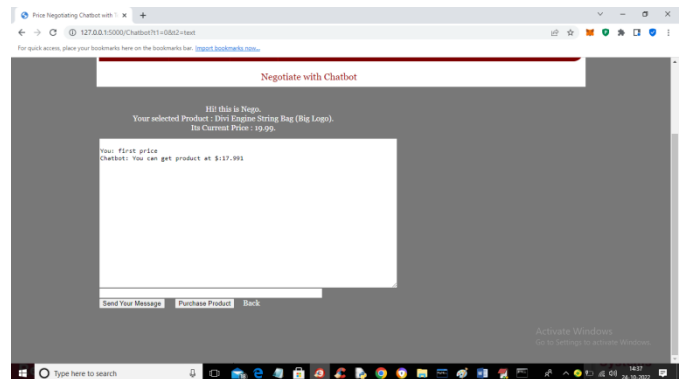 Price Negotiating Chatbot with
127.0.0.1:5000/Chatbot?t1=0&t2=text
For quick access, place your bookmarks here on the bookmarks bar. Import bookmarks now...
Negotiate with Chatbot
Hi! this is Nego.
Your selected Product : Divi Engine String Bag (Big Logo).
Its Current Price : 19.99.
You: first price
Chatbot: You can get product at $:17.991
Send Your Message Purchase Product Back
Activate Windows
Go to Settings to activate Windows.
Type here to search
14:37
24-10-2022